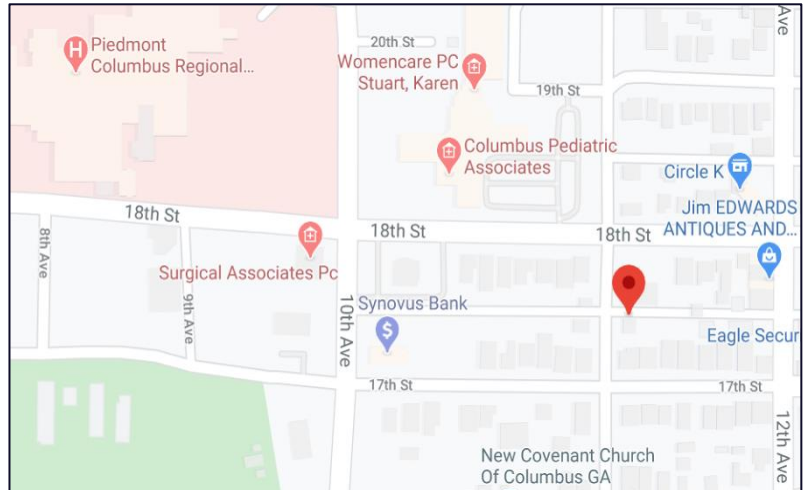 Ave
20th St
H
Piedmont
Columbus Regional...
Womencare PC
Stuart, Karen
19th St
Columbus Pediatric
Associates
Circle K
18th St
Jim EDWARDS
ANTIQUES AND...
18th St
18th St
8th Ave
Surgical Associates Pc
9th Ave
10th Ave
Synovus Bank
$
Eagle Secur
17th St
17th St
12th Ave
New Covenant Church
Of Columbus GA